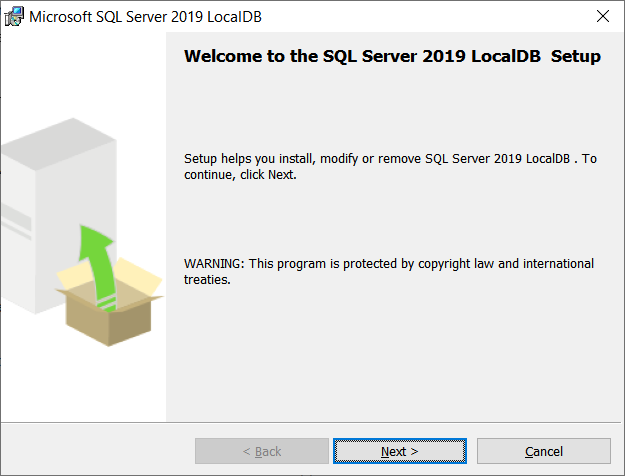 Microsoft SQL Server 2019 LocalDB
Welcome to the SQL Server 2019 LocalDB  Setup
Setup helps you install, modify or remove SQL Server 2019 LocalDB . To
continue, click Next.
WARNING: This program is protected by copyright law and international
treaties.
< Back
Next >
Cancel